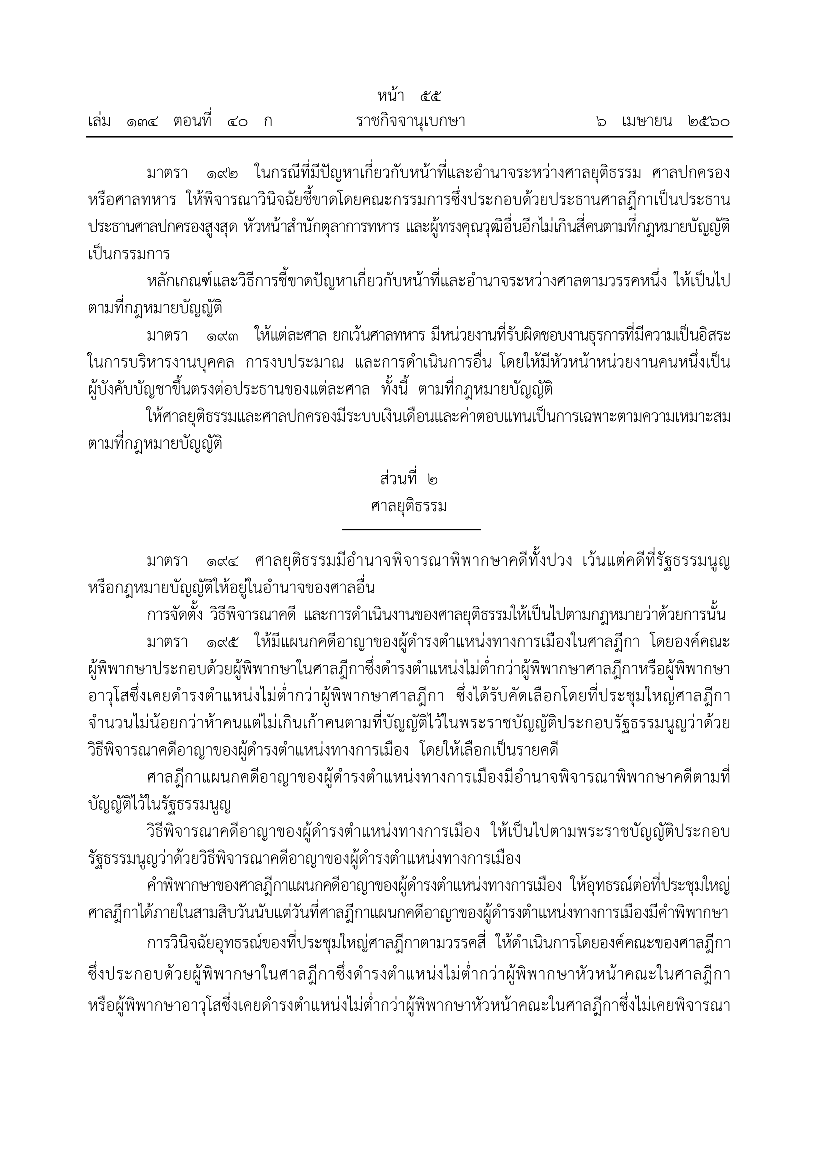 หน้า ๕๕
เล่ม ๑๓๔ ตอนที่ ๔๐ ก ราชกิจจานุเบกษา ๖ เมษายน ๒๕๖๐
มาตรา ๑๙๒ ในกรณีที่มีปัญหาเกี่ยวกับหน้าที่และอำนาจระหว่างศาลยุติธรรม ศาลปกครอง
หรือศาลทหาร ให้พิจารณาวินิจฉัยชี้ขาดโดยคณะกรรมการซึ่งประกอบด้วยประธานศาลฎีกาเป็นประธาน
ประธานศาลปกครองสูงสุด หัวหน้าสำนักตุลาการทหาร และผู้ทรงคุณวุฒิอื่นอีกไม่เกินสี่คนตามที่กฎหมายบัญญัติ
เป็นกรรมการ
หลักเกณฑ์และวิธีการชี้ขาดปัญหาเกี่ยวกับหน้าที่และอำนาจระหว่างศาลตามวรรคหนึ่ง ให้เป็นไป
ตามที่กฎหมายบัญญัติ
มาตรา ๑๙๓ ให้แต่ละศาล ยกเว้นศาลทหาร มีหน่วยงานที่รับผิดชอบงานธุรการที่มีความเป็นอิสระ
ในการบริหารงานบุคคล การงบประมาณ และการดำเนินการอื่น โดยให้มีหัวหน้าหน่วยงานคนหนึ่งเป็น
ผู้บังคับบัญชาขึ้นตรงต่อประธานของแต่ละศาล ทั้งนี้ ตามที่กฎหมายบัญญัติ
ให้ศาลยุติธรรมและศาลปกครองมีระบบเงินเดือนและค่าตอบแทนเป็นการเฉพาะตามความเหมาะสม
ตามที่กฎหมายบัญญัติ
ส่วนที่ ๒
ศาลยุติธรรม
มาตรา ๑๙๔ ศาลยุติธรรมมีอำนาจพิจารณาพิพากษาคดีทั้งปวง เว้นแต่คดีที่รัฐธรรมนูญ
หรือกฎหมายบัญญัติให้อยู่ในอำนาจของศาลอื่น
การจัดตั้ง วิธีพิจารณาคดี และการดำเนินงานของศาลยุติธรรมให้เป็นไปตามกฎหมายว่าด้วยการนั้น
มาตรา ๑๙๕ ให้มีแผนกคดีอาญาของผู้ดำรงตำแหน่งทางการเมืองในศาลฎีกา โดยองค์คณะ
ผู้พิพากษาประกอบด้วยผู้พิพากษาในศาลฎีกาซึ่งดำรงตำแหน่งไม่ต่ำกว่าผู้พิพากษาศาลฎีกาหรือผู้พิพากษา
อาวุโสซึ่งเคยดำรงตำแหน่งไม่ต่ำกว่าผู้พิพากษาศาลฎีกา ซึ่งได้รับคัดเลือกโดยที่ประชุมใหญ่ศาลฎีกา
จำนวนไม่น้อยกว่าห้าคนแต่ไม่เกินเก้าคนตามที่บัญญัติไว้ในพระราชบัญญัติประกอบรัฐธรรมนูญว่าด้วย
วิธีพิจารณาคดีอาญาของผู้ดำรงตำแหน่งทางการเมือง โดยให้เลือกเป็นรายคดี
ศาลฎีกาแผนกคดีอาญาของผู้ดำรงตำแหน่งทางการเมืองมีอำนาจพิจารณาพิพากษาคดีตามที่
บัญญัติไว้ในรัฐธรรมนูญ
วิธีพิจารณาคดีอาญาของผู้ดำรงตำแหน่งทางการเมือง ให้เป็นไปตามพระราชบัญญัติประกอบ
รัฐธรรมนูญว่าด้วยวิธีพิจารณาคดีอาญาของผู้ดำรงตำแหน่งทางการเมือง
คำพิพากษาของศาลฎีกาแผนกคดีอาญาของผู้ดำรงตำแหน่งทางการเมือง ให้อุทธรณ์ต่อที่ประชุมใหญ่
ศาลฎีกาได้ภายในสามสิบวันนับแต่วันที่ศาลฎีกาแผนกคดีอาญาของผู้ดำรงตำแหน่งทางการเมืองมีคำพิพากษา
การวินิจฉัยอุทธรณ์ของที่ประชุมใหญ่ศาลฎีกาตามวรรคสี่ ให้ดำเนินการโดยองค์คณะของศาลฎีกา
ซึ่งประกอบด้วยผู้พิพากษาในศาลฎีกาซึ่งดำรงตำแหน่งไม่ต่ำกว่าผู้พิพากษาหัวหน้าคณะในศาลฎีกา
หรือผู้พิพากษาอาวุโสซึ่งเคยดำรงตำแหน่งไม่ต่ำกว่าผู้พิพากษาหัวหน้าคณะในศาลฎีกาซึ่งไม่เคยพิจารณา